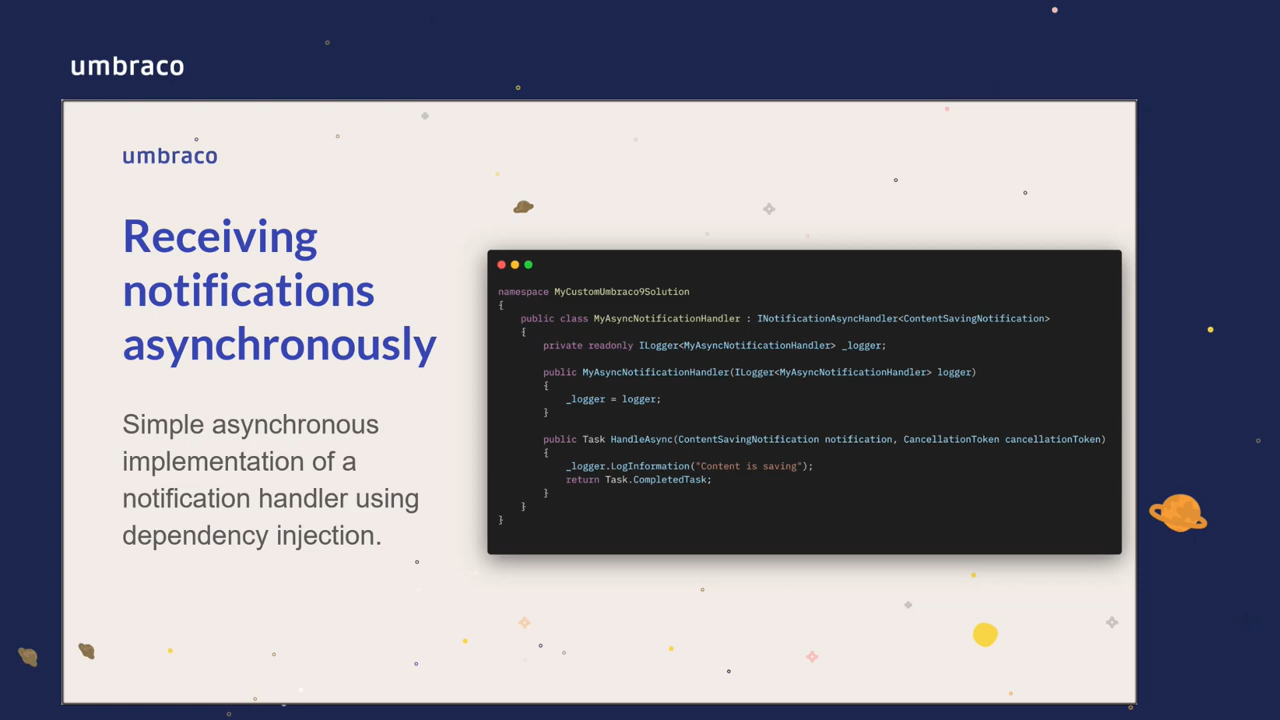 umbraco
umbraco
Receiving
notifications
asynchronously
Simple asynchronous
implementation of a
notification handler using
dependency injection.
namespace MyCustomUmbraco9Solution
{
    public class MyAsyncNotificationHandler : INotificationAsyncHandler<ContentSavingNotification>
    {
        private readonly ILogger<MyAsyncNotificationHandler> _logger;
        public MyAsyncNotificationHandler(ILogger<MyAsyncNotificationHandler> logger)
        {
            _logger = logger;
        }
        public Task HandleAsync(ContentSavingNotification notification, CancellationToken cancellationToken)
        {
            _logger.LogInformation("Content is saving");
            return Task.CompletedTask;
        }
    }
}